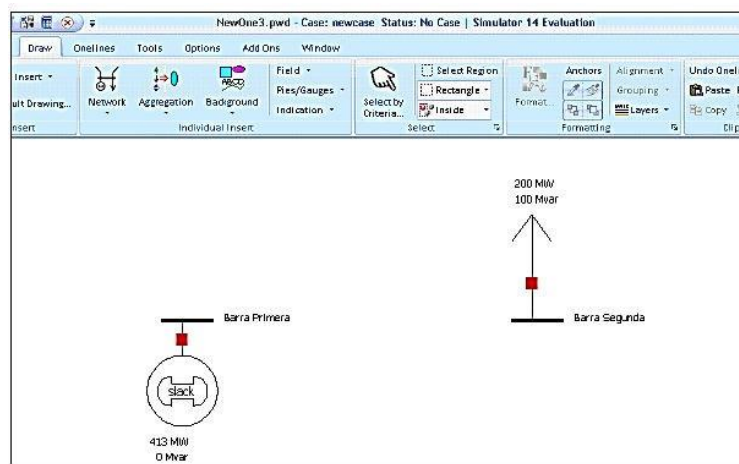 NewOne3.pwd - Case: newcase Status: No Case | Simulator 14 Evaluation
Draw Onelines Tools Options Add Ons Window
Insert
Network
Aggregation
Background
Field
Pies/Gauges
Indication
Individual Insert
Select by
Criteria...
Select Region
Rectangle
Inside
Select
Format...
Anchors
Alignment
Grouping
Layers
Formatting
Paste
Copy
200 MW
100 Mvar
Barra Primera
Barra Segunda
slack
413 MW
0 Mvar